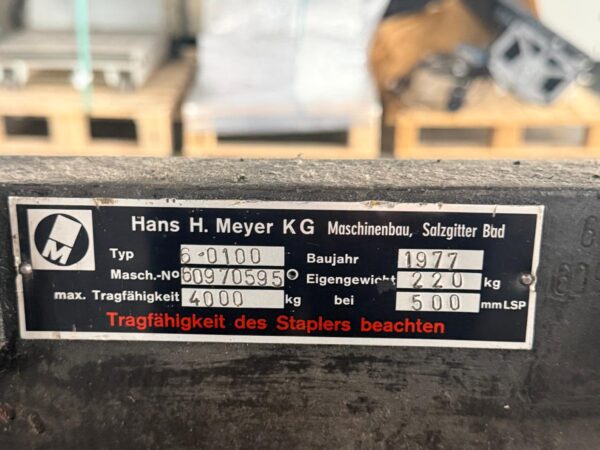 M
Hans H. Meyer KG Maschinenbau, Salzgitter Bad
Typ 6-0100 Baujahr 1977
Masch.-No 60970595 Eigengewicht 220 kg
max. Tragfähigkeit 4000 kg bei 500 mm LSP
Tragfähigkeit des Staplers beachten